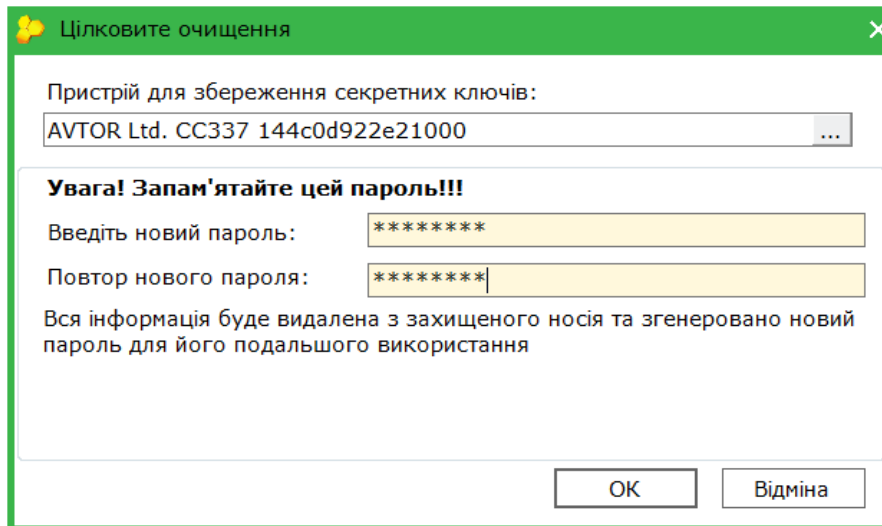 Цілковите очищення
Пристрій для збереження секретних ключів:
AVTOR Ltd. CC337 144c0d922e21000
...
Увага! Запам'ятайте цей пароль!!!
Введіть новий пароль: ********
Повтор нового пароля: ********
Вся інформація буде видалена з захищеного носія та згенеровано новий
пароль для його подальшого використання
ОК Відміна